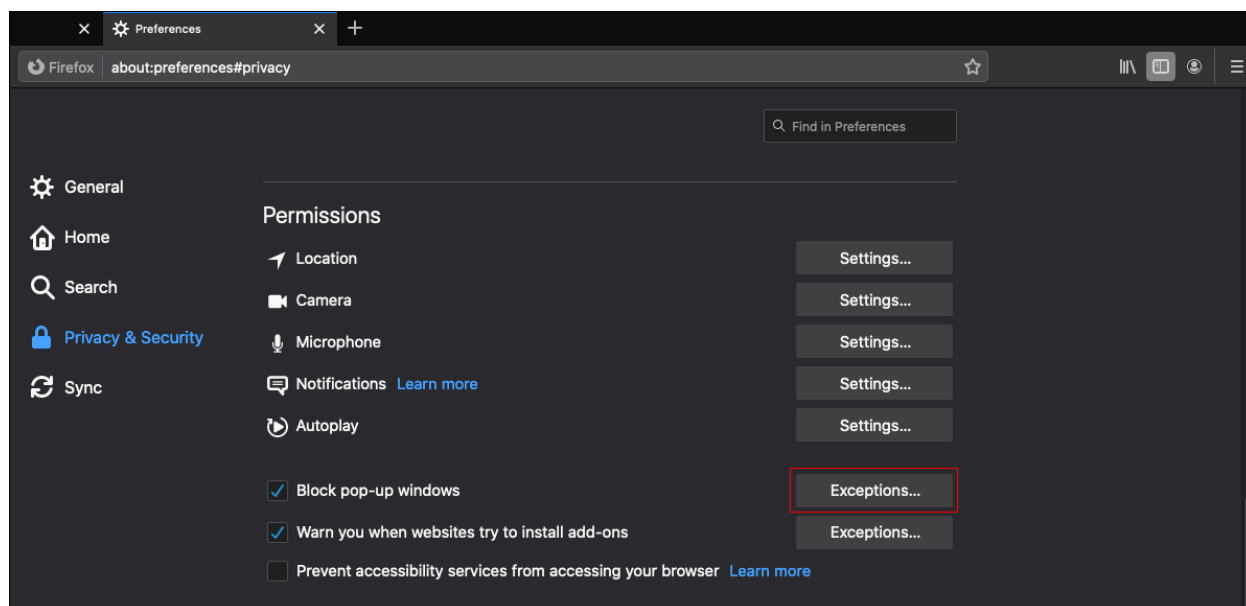 Preferences
Firefox about:preferences#privacy
Find in Preferences
General
Home
Search
Privacy & Security
Sync
Permissions
Location Settings...
Camera Settings...
Microphone Settings...
Notifications Learn more Settings...
Autoplay Settings...
Block pop-up windows Exceptions...
Warn you when websites try to install add-ons Exceptions...
Prevent accessibility services from accessing your browser Learn more